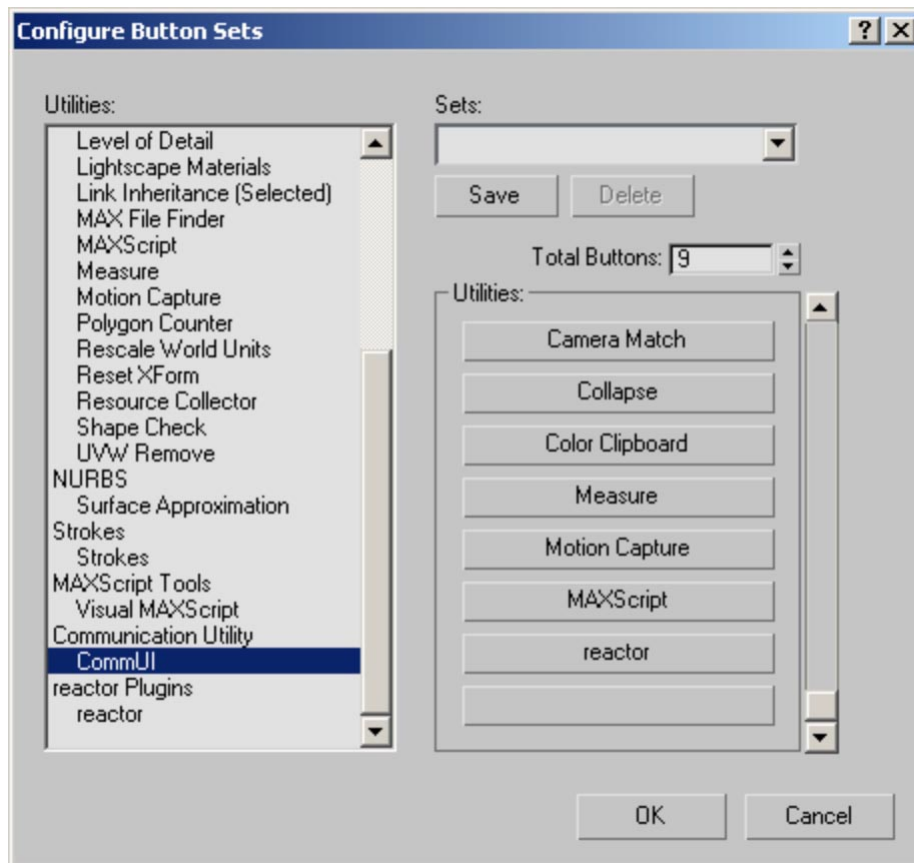 Configure Button Sets
Utilities:
Level of Detail
Lightscape Materials
Link Inheritance (Selected)
MAX File Finder
MAXScript
Measure
Motion Capture
Polygon Counter
Rescale World Units
Reset XForm
Resource Collector
Shape Check
UVW Remove
NURBS
Surface Approximation
Strokes
Strokes
MAXScript Tools
Visual MAXScript
Communication Utility
CommUI
reactor Plugins
reactor
Sets:
Save Delete
Total Buttons: 9
Utilities:
Camera Match
Collapse
Color Clipboard
Measure
Motion Capture
MAXScript
reactor
OK Cancel